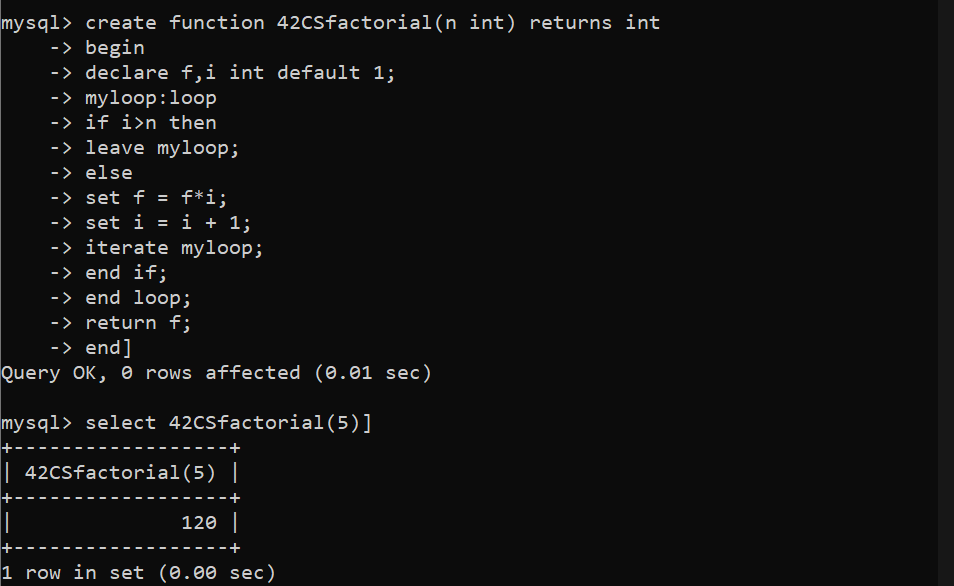 mysql> create function 42CSfactorial(n int) returns int
    -> begin
    -> declare f,i int default 1;
    -> myloop:loop
    -> if i>n then
    -> leave myloop;
    -> else
    -> set f = f*i;
    -> set i = i + 1;
    -> iterate myloop;
    -> end if;
    -> end loop;
    -> return f;
    -> end]
Query OK, 0 rows affected (0.01 sec)

mysql> select 42CSfactorial(5)]
+------------------+
| 42CSfactorial(5) |
+------------------+
|              120 |
+------------------+
1 row in set (0.00 sec)